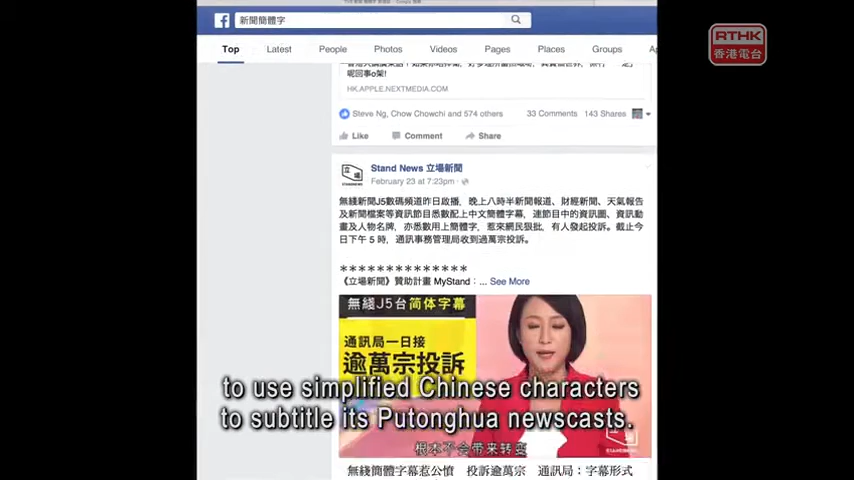 新聞簡體字
RTHK
香港電台
Top
Latest
People
Photos
Videos
Pages
Places
Groups
呢回事o架!
HK.APPLE.NEXTMEDIA.COM
Steve Ng, Chow Chowchi and 574 others
33 Comments 143 Shares
Like Comment Share
Stand News 立場新聞
February 23 at 7:23pm
無綫新聞J5數碼頻道昨日啟播，晚上八時半新聞報道、財經新聞、天氣報告
及新聞檔案等資訊節目悉數配上中文簡體字幕，連節目中的資訊圖、資訊動
畫及人物名牌，亦悉數用上簡體字，惹來網民狠批，有人發起投訴。截止今
日下午 5 時，通訊事務管理局收到過萬宗投訴。
**************
《立場新聞》贊助計畫 MyStand：... See More
無綫J5台简体字幕
通訊局一日接
逾萬宗投訴
to use simplified Chinese characters
to subtitle its Putonghua newscasts.
根本不会带来转变
立場
STANDNEWS
無綫簡體字幕惹公憤 投訴逾萬宗 通訊局：字幕形式